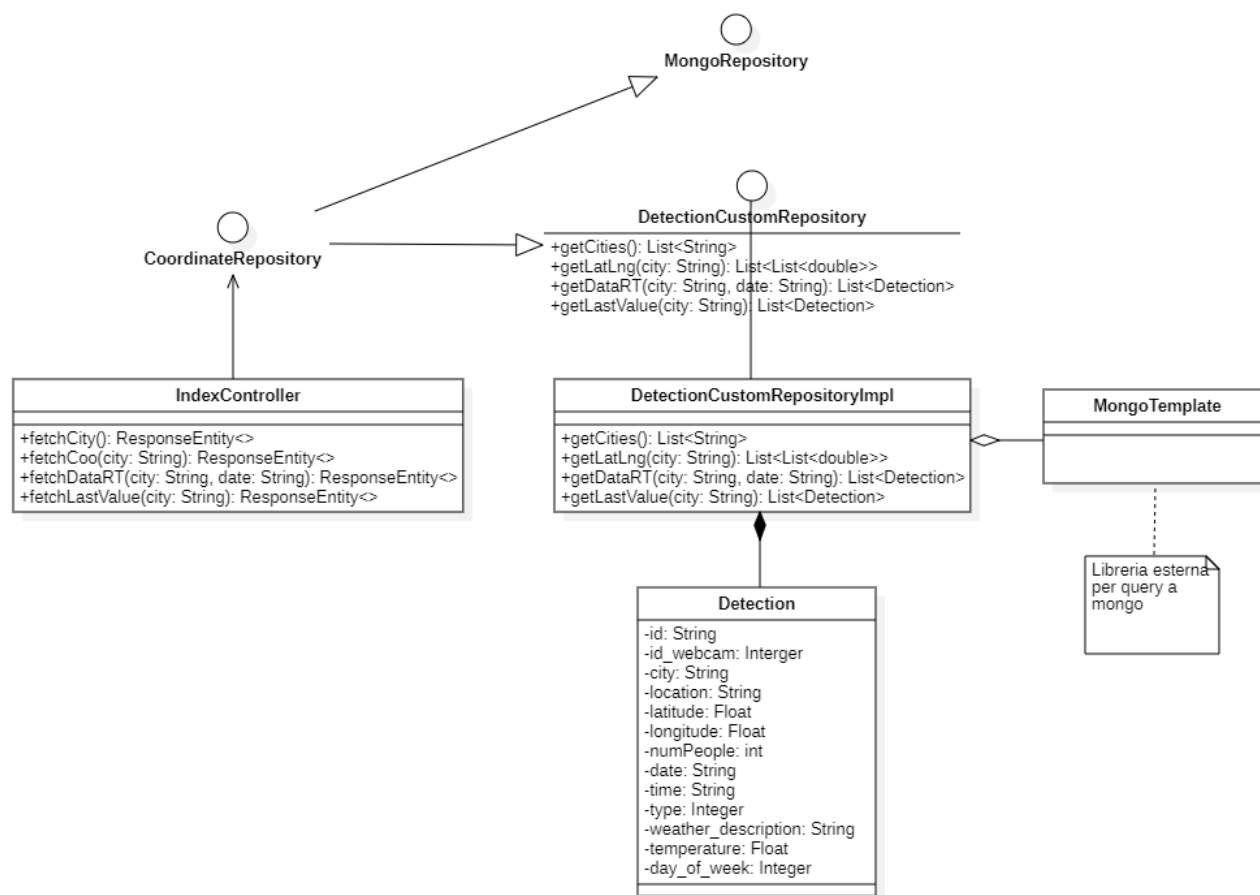 MongoRepository
CoordinateRepository
DetectionCustomRepository
+getCities(): List<String>
+getLatLng(city: String): List<List<double>>
+getDataRT(city: String, date: String): List<Detection>
+getLastValue(city: String): List<Detection>
IndexController
+fetchCity(): ResponseEntity<>
+fetchCoo(city: String): ResponseEntity<>
+fetchDataRT(city: String, date: String): ResponseEntity<>
+fetchLastValue(city: String): ResponseEntity<>
DetectionCustomRepositoryImpl
+getCities(): List<String>
+getLatLng(city: String): List<List<double>>
+getDataRT(city: String, date: String): List<Detection>
+getLastValue(city: String): List<Detection>
MongoTemplate
Libreria esterna
per query a
mongo
Detection
-id: String
-id_webcam: Interger
-city: String
-location: String
-latitude: Float
-longitude: Float
-numPeople: int
-date: String
-time: String
-type: Integer
-weather_description: String
-temperature: Float
-day_of_week: Integer